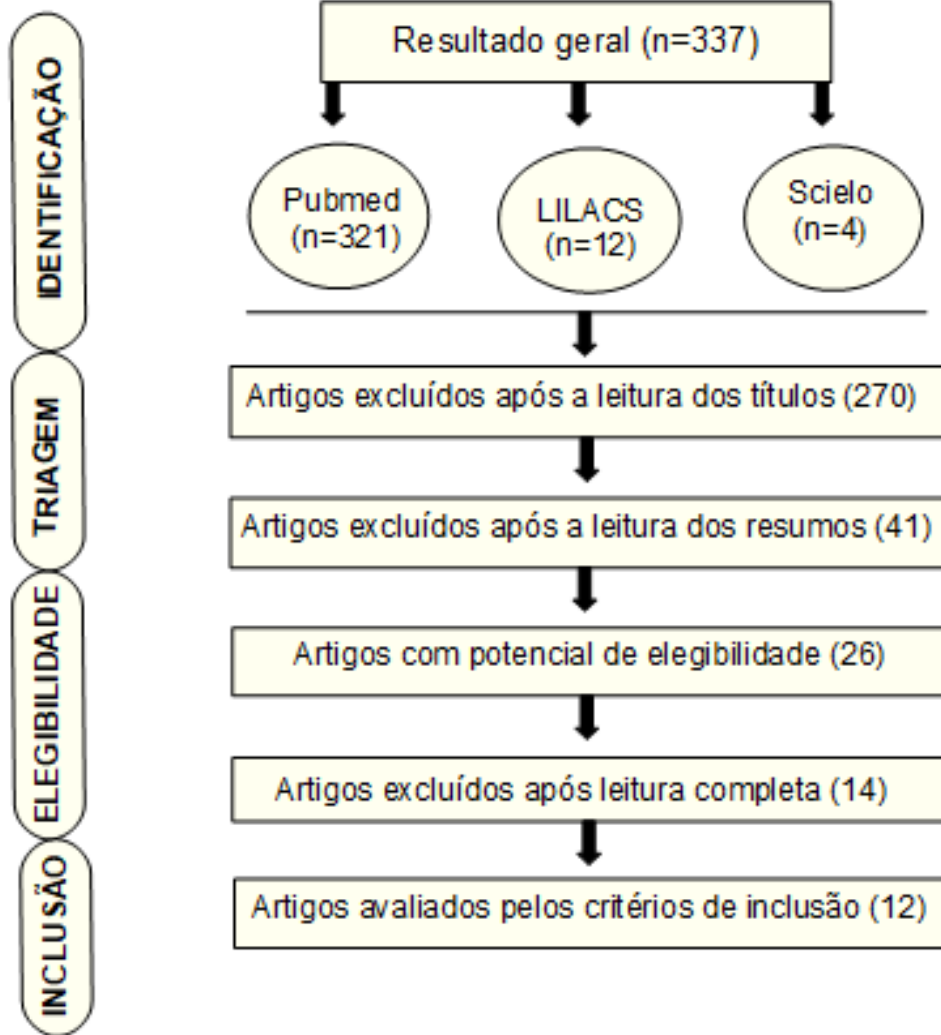 IDENTIFICAÇÃO
Resultado geral (n=337)
Pubmed
(n=321)
LILACS
(n=12)
Scielo
(n=4)
TRIAGEM
Artigos excluídos após a leitura dos títulos (270)
Artigos excluídos após a leitura dos resumos (41)
ELEGIBILIDADE
Artigos com potencial de elegibilidade (26)
Artigos excluídos após leitura completa (14)
INCLUSÃO
Artigos avaliados pelos critérios de inclusão (12)